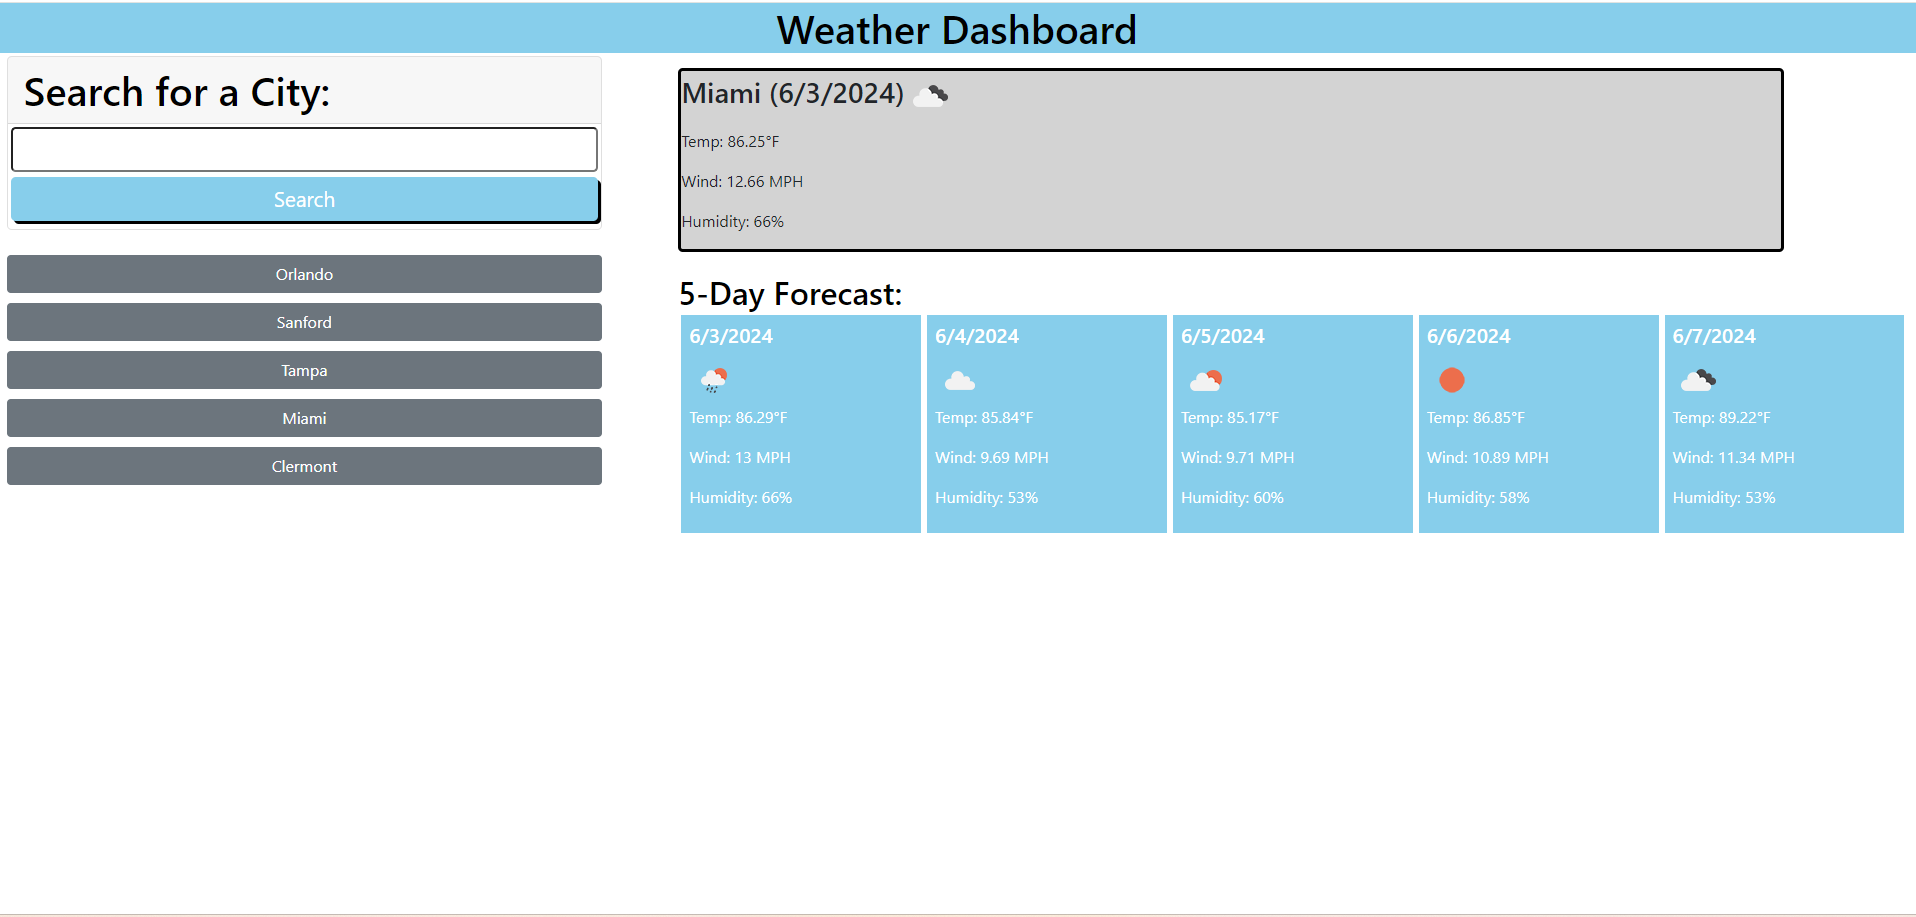 Weather Dashboard
Search for a City:
Search
Orlando
Sanford
Tampa
Miami
Clermont
Miami (6/3/2024)
Temp: 86.25°F
Wind: 12.66 MPH
Humidity: 66%
5-Day Forecast:
6/3/2024
Temp: 86.29°F
Wind: 13 MPH
Humidity: 66%
6/4/2024
Temp: 85.84°F
Wind: 9.69 MPH
Humidity: 53%
6/5/2024
Temp: 85.17°F
Wind: 9.71 MPH
Humidity: 60%
6/6/2024
Temp: 86.85°F
Wind: 10.89 MPH
Humidity: 58%
6/7/2024
Temp: 89.22°F
Wind: 11.34 MPH
Humidity: 53%